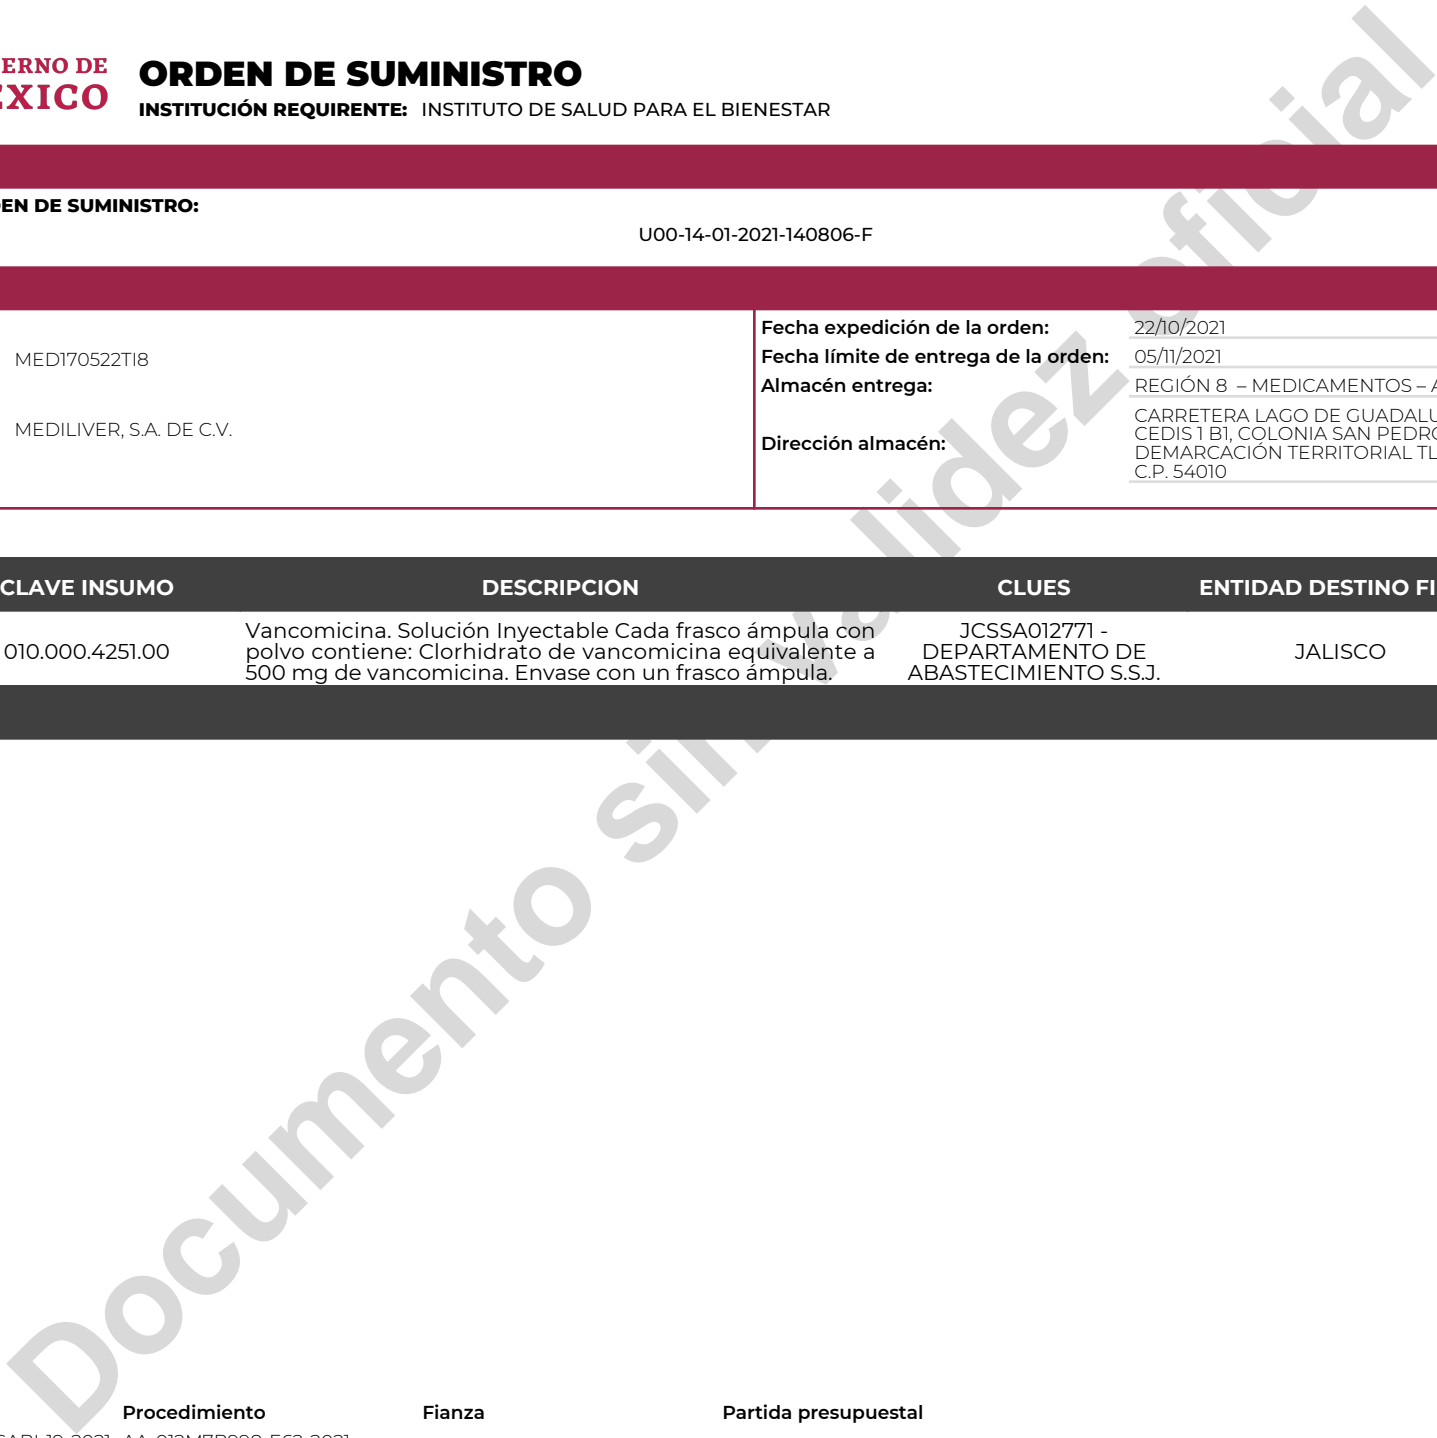 ERNO DE
EXICO
ORDEN DE SUMINISTRO
INSTITUCIÓN REQUIRENTE: INSTITUTO DE SALUD PARA EL BIENESTAR
EN DE SUMINISTRO:
U00-14-01-2021-140806-F
MED170522TI8
MEDILIVER, S.A. DE C.V.
Fecha expedición de la orden: 22/10/2021
Fecha límite de entrega de la orden: 05/11/2021
Almacén entrega: REGIÓN 8 – MEDICAMENTOS – A
Dirección almacén:
CARRETERA LAGO DE GUADALU
CEDIS 1 B1, COLONIA SAN PEDRO
DEMARCACIÓN TERRITORIAL TL
C.P. 54010
CLAVE INSUMO DESCRIPCION CLUES ENTIDAD DESTINO FI
010.000.4251.00
Vancomicina. Solución Inyectable Cada frasco ámpula con
polvo contiene: Clorhidrato de vancomicina equivalente a
500 mg de vancomicina. Envase con un frasco ámpula.
JCSSA012771 -
DEPARTAMENTO DE
ABASTECIMIENTO S.S.J.
JALISCO
Documento sin validez oficial
Procedimiento Fianza Partida presupuestal